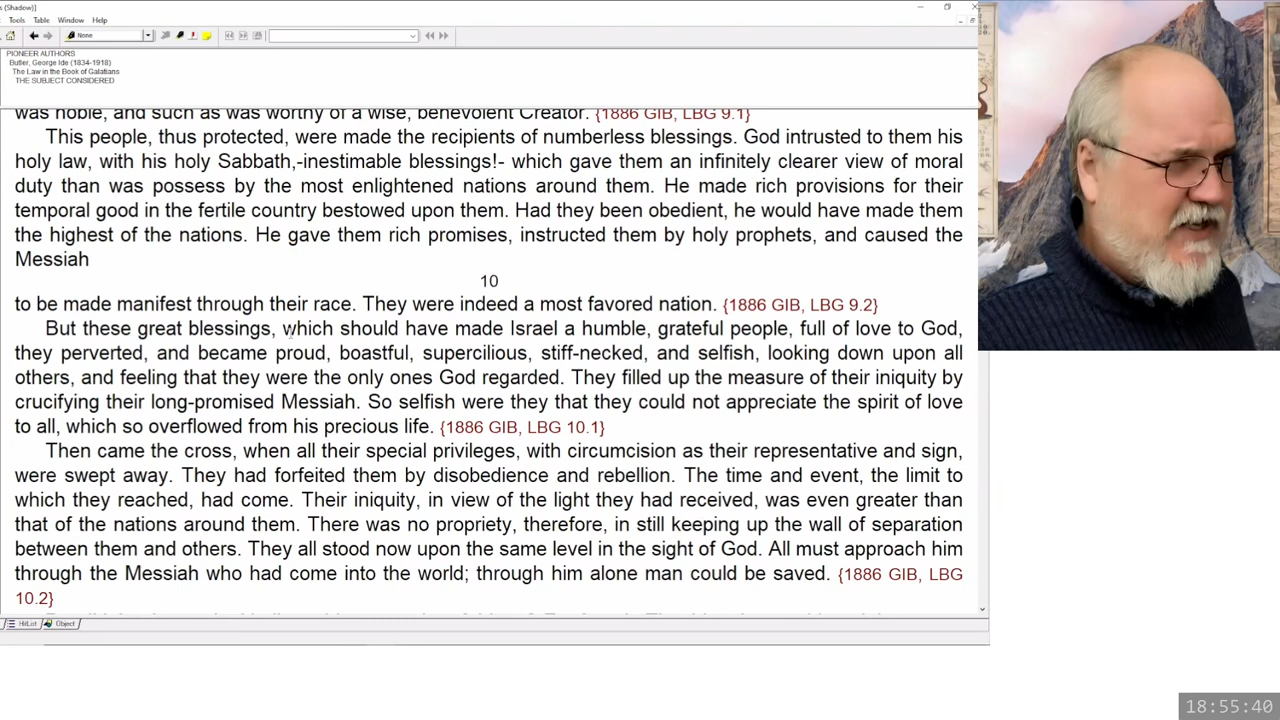 s (Shadow)]
Tools Table Window Help
None
PIONEER AUTHORS
Butler, George Ide (1834-1918)
The Law in the Book of Galatians
THE SUBJECT CONSIDERED
was noble, and such as was worthy of a wise, benevolent Creator. {1886 GIB, LBG 9.1}
This people, thus protected, were made the recipients of numberless blessings. God intrusted to them his
holy law, with his holy Sabbath,-inestimable blessings!- which gave them an infinitely clearer view of moral
duty than was possess by the most enlightened nations around them. He made rich provisions for their
temporal good in the fertile country bestowed upon them. Had they been obedient, he would have made them
the highest of the nations. He gave them rich promises, instructed them by holy prophets, and caused the
Messiah
10
to be made manifest through their race. They were indeed a most favored nation. {1886 GIB, LBG 9.2}
But these great blessings, which should have made Israel a humble, grateful people, full of love to God,
they perverted, and became proud, boastful, supercilious, stiff-necked, and selfish, looking down upon all
others, and feeling that they were the only ones God regarded. They filled up the measure of their iniquity by
crucifying their long-promised Messiah. So selfish were they that they could not appreciate the spirit of love
to all, which so overflowed from his precious life. {1886 GIB, LBG 10.1}
Then came the cross, when all their special privileges, with circumcision as their representative and sign,
were swept away. They had forfeited them by disobedience and rebellion. The time and event, the limit to
which they reached, had come. Their iniquity, in view of the light they had received, was even greater than
that of the nations around them. There was no propriety, therefore, in still keeping up the wall of separation
between them and others. They all stood now upon the same level in the sight of God. All must approach him
through the Messiah who had come into the world; through him alone man could be saved. {1886 GIB, LBG
10.2}
HitList Object
18:55:40